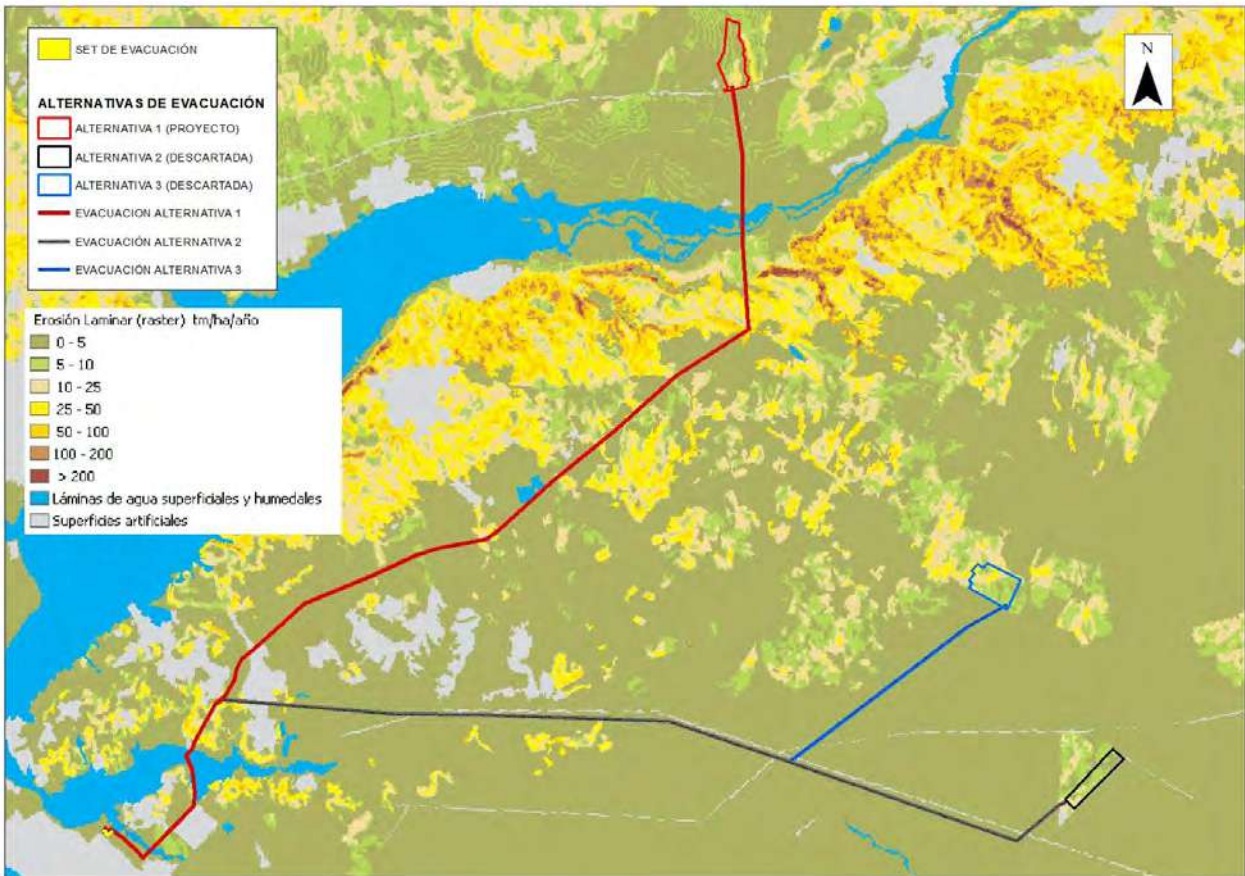 SET DE EVACUACIÓN
ALTERNATIVAS DE EVACUACIÓN
ALTERNATIVA 1 (PROYECTO)
ALTERNATIVA 2 (DESCARTADA)
ALTERNATIVA 3 (DESCARTADA)
EVACUACION ALTERNATIVA 1
EVACUACIÓN ALTERNATIVA 2
EVACUACIÓN ALTERNATIVA 3
N
Erosión Laminar (raster) tm/ha/año
0 - 5
5 - 10
10 - 25
25 - 50
50 - 100
100 - 200
> 200
Láminas de agua superficiales y humedales
Superficies artificiales